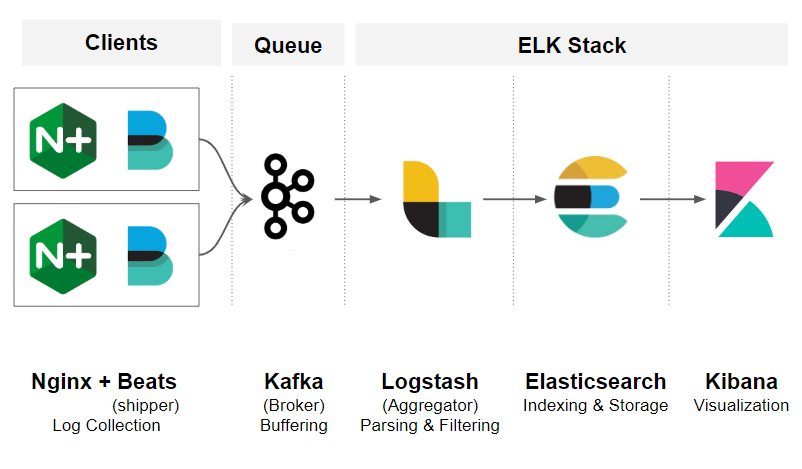 Clients
Queue
ELK Stack
N+
N+
Nginx + Beats
(shipper)
Log Collection
Kafka
(Broker)
Buffering
Logstash
(Aggregator)
Parsing & Filtering
Elasticsearch
Indexing & Storage
Kibana
Visualization